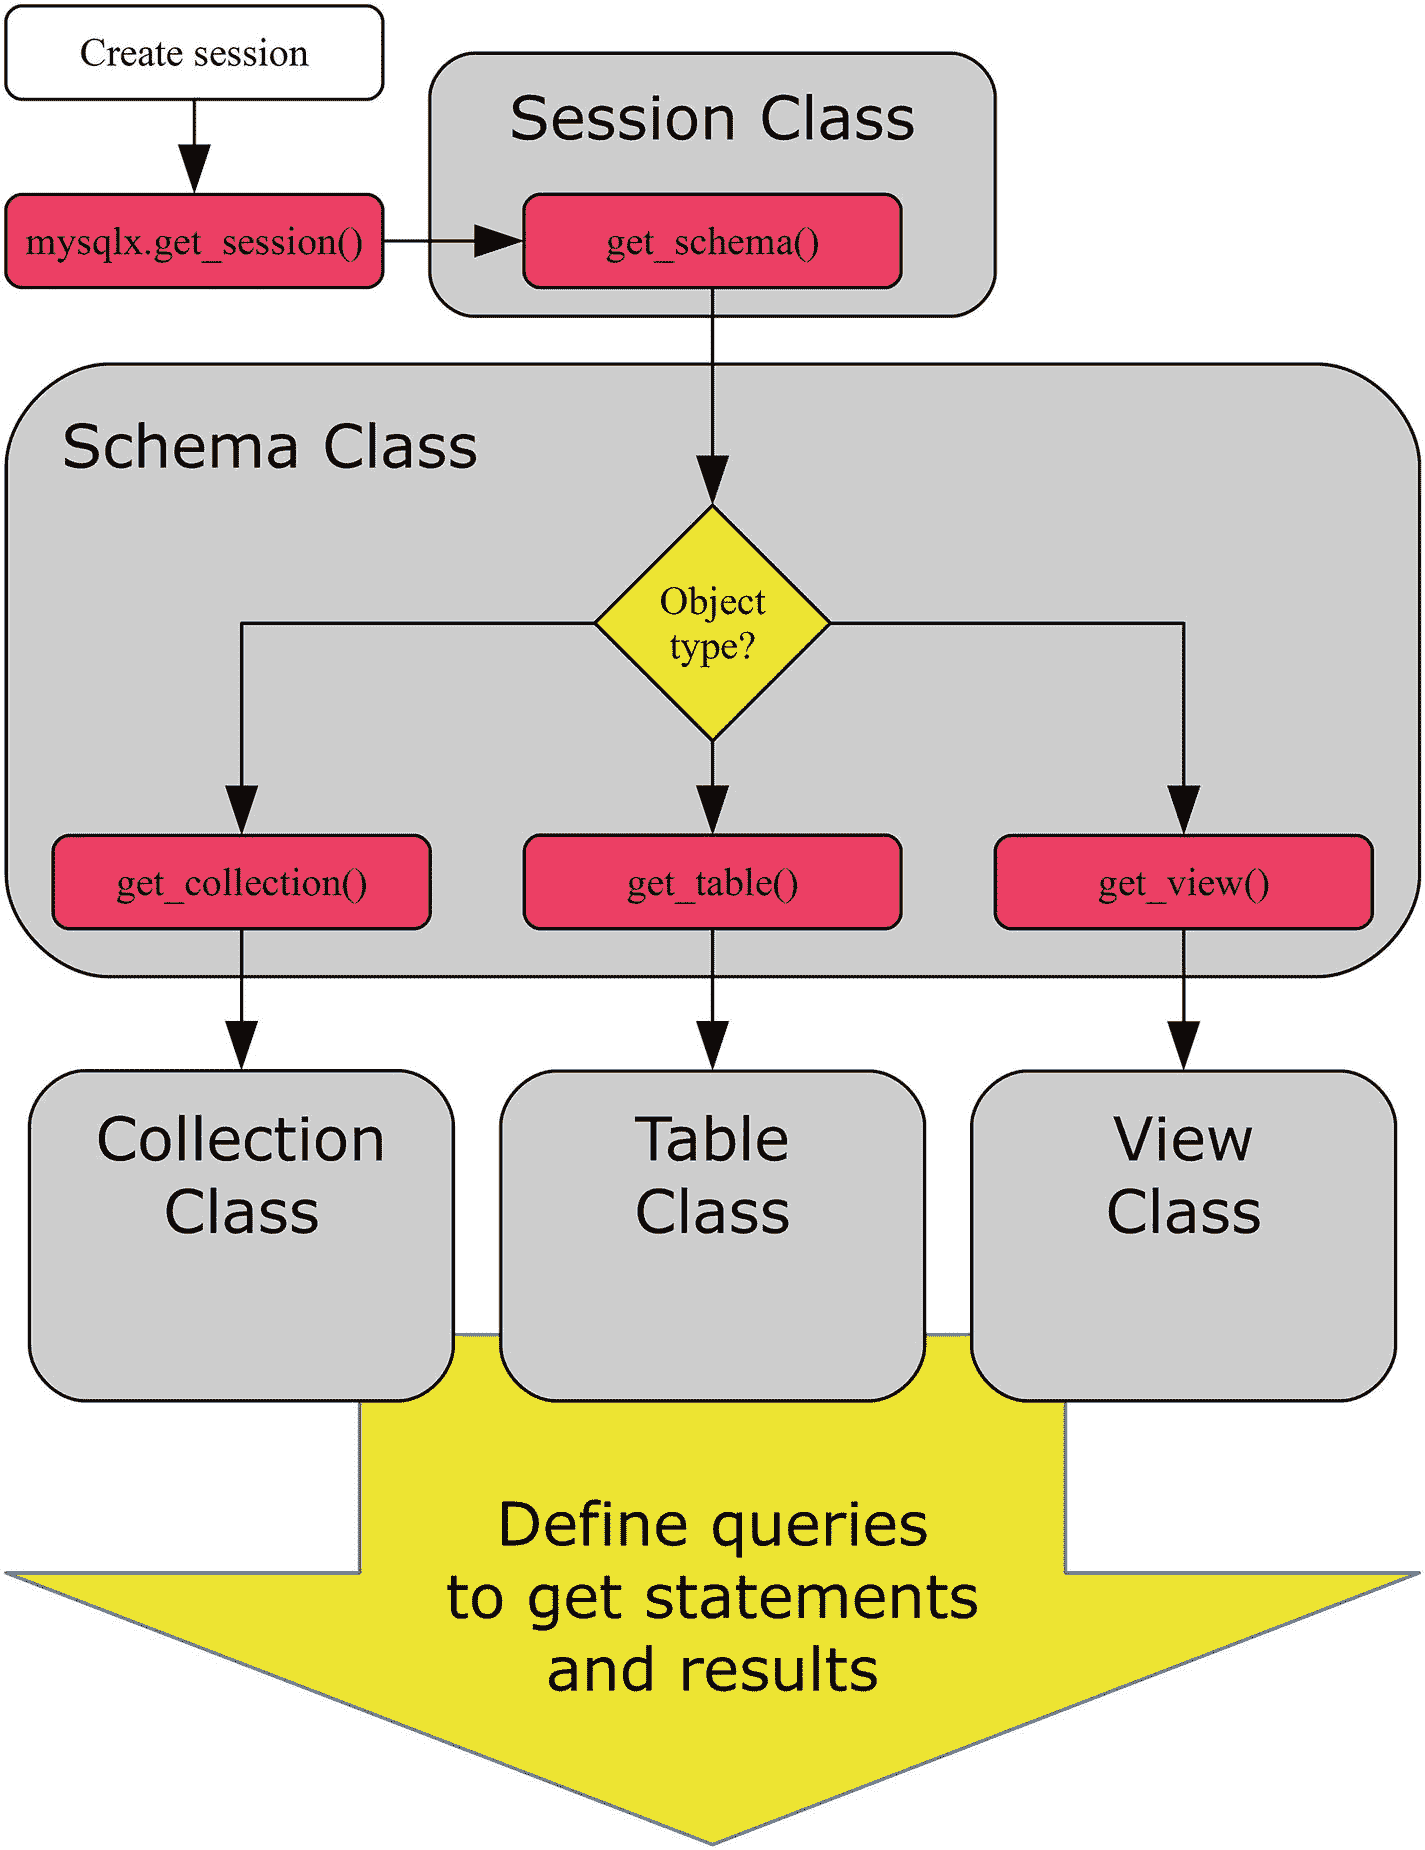 Create session
Session Class
mysqlx.get_session()
get_schema()
Schema Class
Object
type?
get_collection()
get_table()
get_view()
Collection
Class
Table
Class
View
Class
Define queries
to get statements
and results